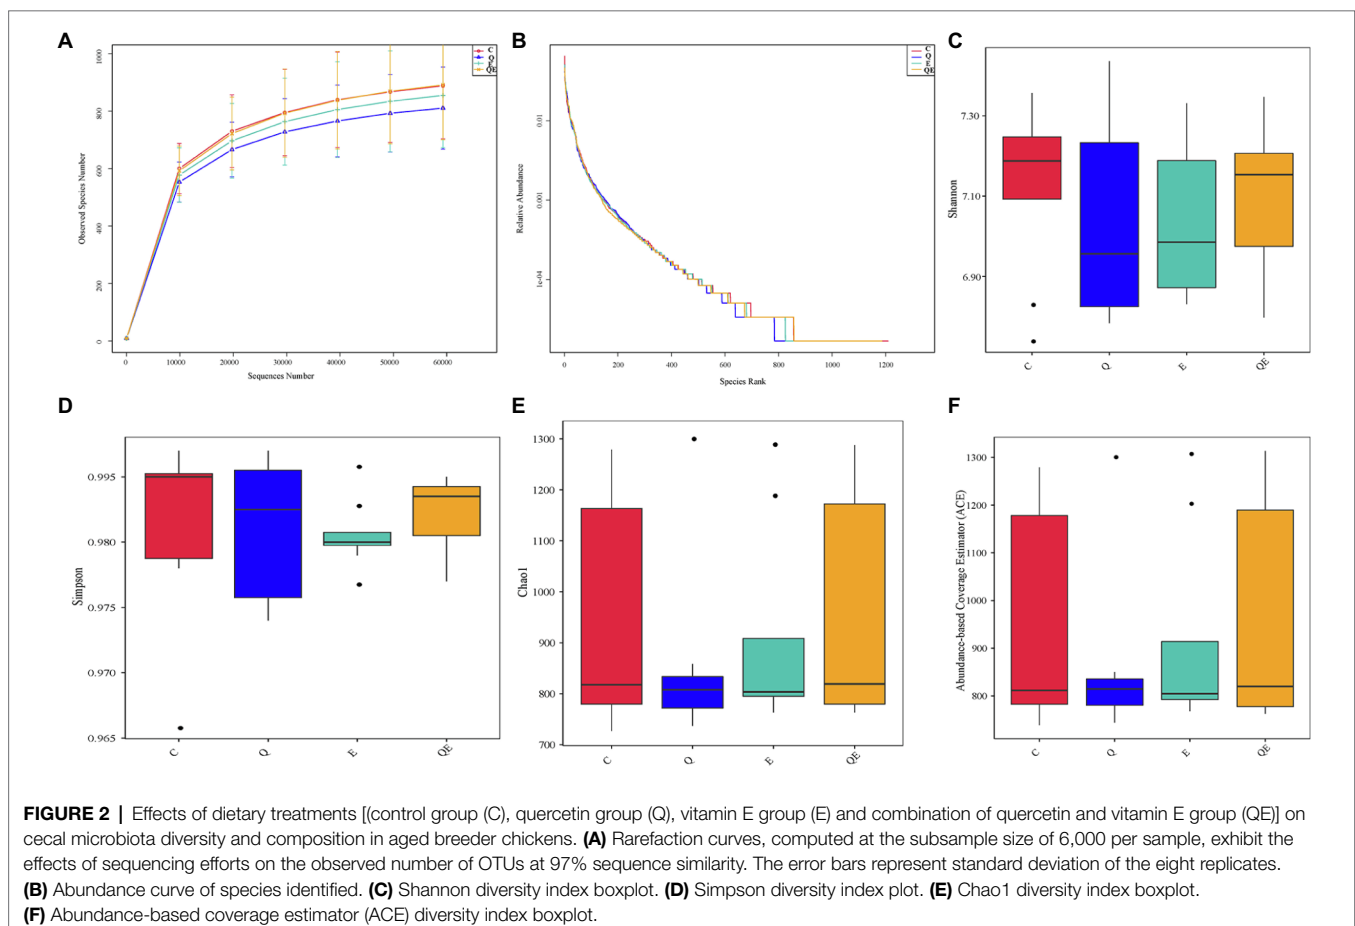 A
Observed Species Number
1000
800
600
400
200
0
0 10000 20000 30000 40000 50000 60000
Sequences Number
C
Q
E
QE
B
Relative Abundance
0.01
0.001
1e-04
0 200 400 600 800 1000 1200
Species Rank
C
Q
E
QE
C
Shannon
7.30
7.10
6.90
C Q E QE
D
Simpson
0.995
0.980
0.975
0.970
0.965
C Q E QE
E
Chao1
1300
1200
1100
1000
900
800
700
C Q E QE
F
Abundance-based Coverage Estimator (ACE)
1300
1200
1100
1000
900
800
C Q E QE
FIGURE 2 | Effects of dietary treatments [(control group (C), quercetin group (Q), vitamin E group (E) and combination of quercetin and vitamin E group (QE)] on
cecal microbiota diversity and composition in aged breeder chickens. (A) Rarefaction curves, computed at the subsample size of 6,000 per sample, exhibit the
effects of sequencing efforts on the observed number of OTUs at 97% sequence similarity. The error bars represent standard deviation of the eight replicates.
(B) Abundance curve of species identified. (C) Shannon diversity index boxplot. (D) Simpson diversity index plot. (E) Chao1 diversity index boxplot.
(F) Abundance-based coverage estimator (ACE) diversity index boxplot.